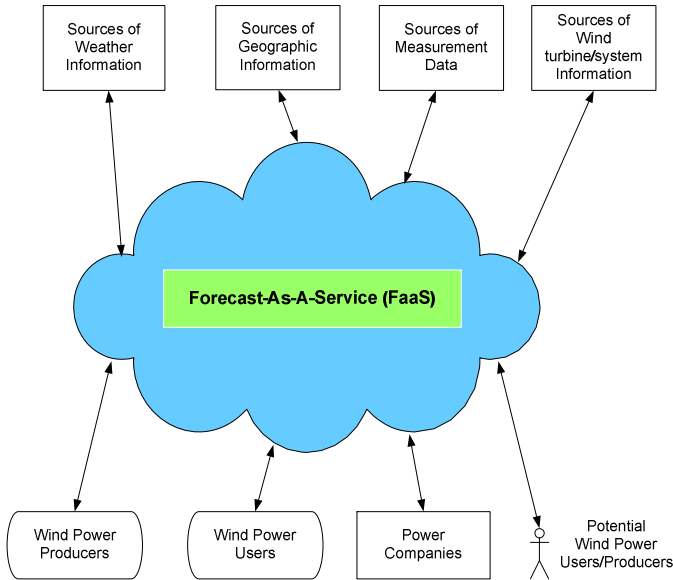 Sources of
Weather
Information
Sources of
Geographic
Information
Sources of
Measurement
Data
Sources of
Wind
turbine/system
Information
Forecast-As-A-Service (FaaS)
Wind Power
Producers
Wind Power
Users
Power
Companies
Potential
Wind Power
Users/Producers